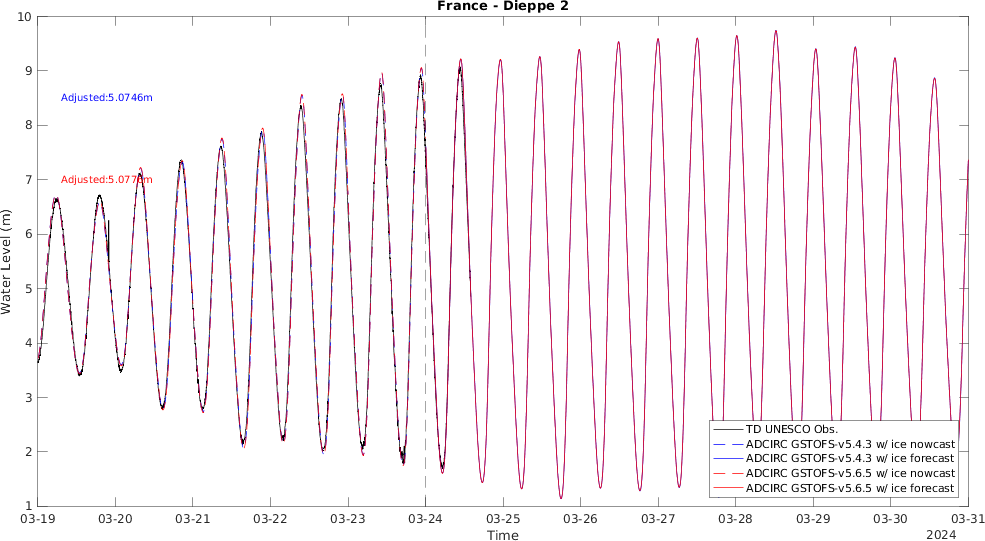 France - Dieppe 2
10
9
8
7
6
5
4
3
2
1
Water Level (m)
Adjusted:5.0746m
TD UNESCO Obs.
ADCIRC GSTOFS-v5.4.3 w/ ice nowcast
ADCIRC GSTOFS-v5.4.3 w/ ice forecast
ADCIRC GSTOFS-v5.6.5 w/ ice nowcast
ADCIRC GSTOFS-v5.6.5 w/ ice forecast
03-19 03-20 03-21 03-22 03-23 03-24 03-25 03-26 03-27 03-28 03-29 03-30 03-31
Time
2024